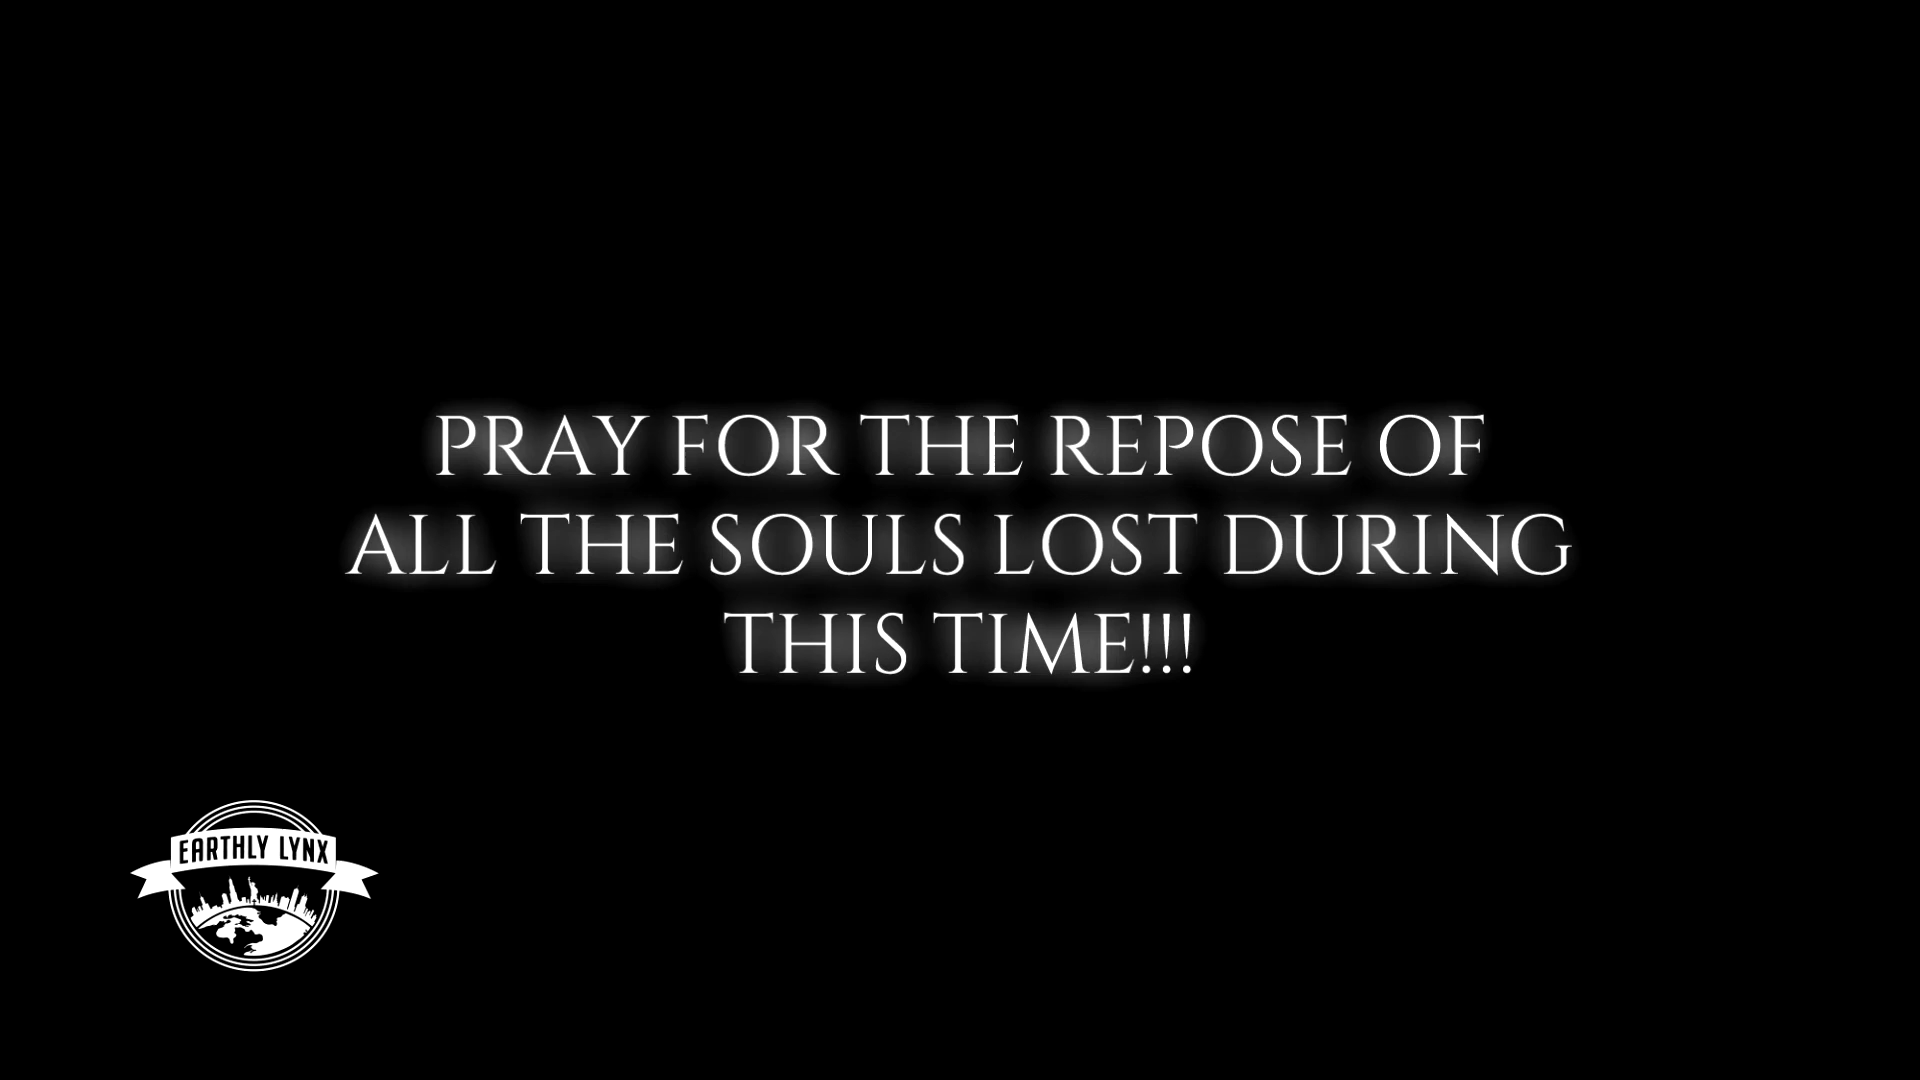 PRAY FOR THE REPOSE OF
ALL THE SOULS LOST DURING
THIS TIME!!!
EARTHLY LYNX